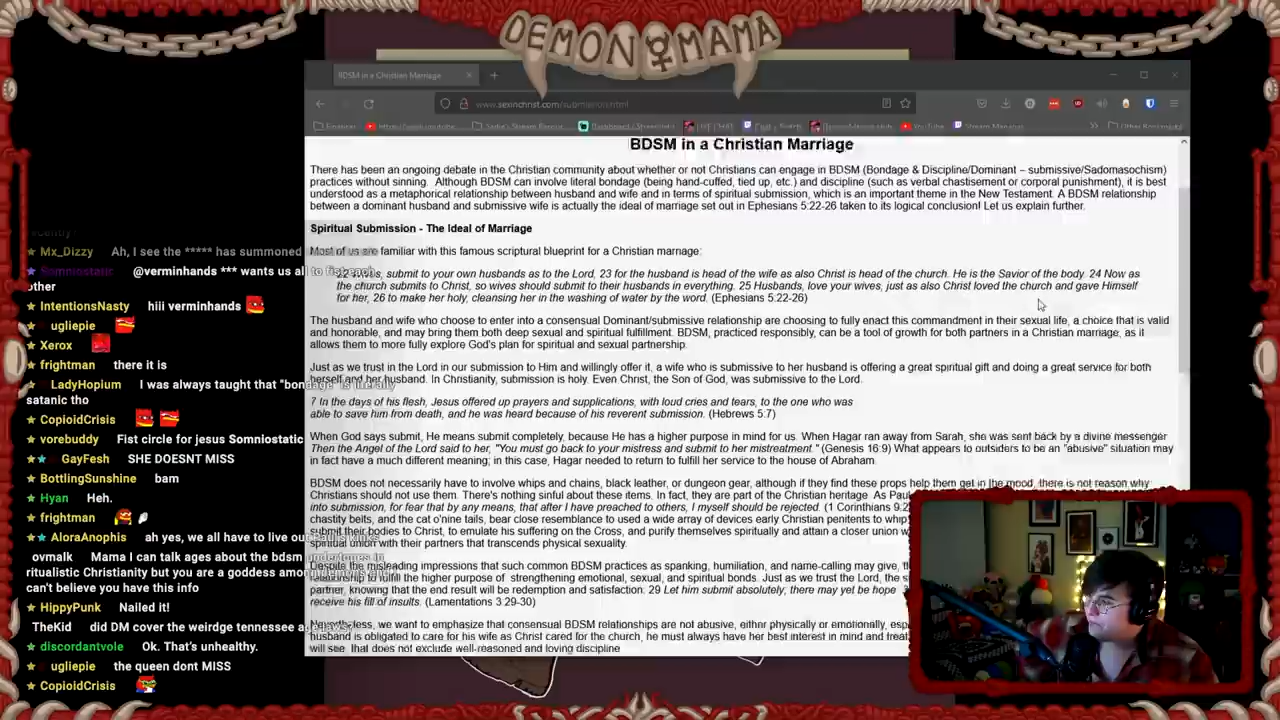 DEMON MAMA
BDSM in a Christian Marriage
www.sexinchrist.com/submission.html
BDSM in a Christian Marriage
There has been an ongoing debate in the Christian community about whether or not Christians can engage in BDSM (Bondage & Discipline/Dominant – submissive/Sadomasochism)
practices without sinning. Although BDSM can involve literal bondage (being hand-cuffed, tied up, etc.) and discipline (such as verbal chastisement or corporal punishment), it is best
understood as a metaphorical relationship between husband and wife and in terms of spiritual submission, which is an important theme in the New Testament. A BDSM relationship
between a dominant husband and submissive wife is actually the ideal of marriage set out in Ephesians 5:22-26 taken to its logical conclusion! Let us explain further.
Spiritual Submission - The Ideal of Marriage
Most of us are familiar with this famous scriptural blueprint for a Christian marriage:
22 Wives, submit to your own husbands as to the Lord, 23 for the husband is head of the wife as also Christ is head of the church. He is the Savior of the body. 24 Now as
the church submits to Christ, so wives should submit to their husbands in everything. 25 Husbands, love your wives, just as also Christ loved the church and gave Himself
for her, 26 to make her holy, cleansing her in the washing of water by the word. (Ephesians 5:22-26)
The husband and wife who choose to enter into a consensual Dominant/submissive relationship are choosing to fully enact this commandment in their sexual life, a choice that is valid
and honorable, and may bring them both deep sexual and spiritual fulfillment. BDSM, practiced responsibly, can be a tool of growth for both partners in a Christian marriage, as it
allows them to more fully explore God's plan for spiritual and sexual partnership.
Just as we trust in the Lord in our submission to Him and willingly offer it, a wife who is submissive to her husband is offering a great spiritual gift and doing a great service for both
herself and her husband. In Christianity, submission is holy. Even Christ, the Son of God, was submissive to the Lord.
7 In the days of his flesh, Jesus offered up prayers and supplications, with loud cries and tears, to the one who was
able to save him from death, and he was heard because of his reverent submission. (Hebrews 5:7)
When God says submit, He means submit completely, because He has a higher purpose in mind for us. When Hagar ran away from Sarah, she was sent back by a divine messenger
Then the Angel of the Lord said to her, "You must go back to your mistress and submit to her mistreatment." (Genesis 16:9) What appears to outsiders to be an "abusive" situation may
in fact have a much different meaning; in this case, Hagar needed to return to fulfill her service to the house of Abraham.
BDSM does not necessarily have to involve whips and chains, black leather, or dungeon gear, although if they find these props help them get in the mood, there is not reason why
Christians should not use them. There's nothing sinful about these items. In fact, they are part of the Christian heritage. As Paul
into submission, for fear that by any means, that after I have preached to others, I myself should be rejected. (1 Corinthians 9:2
chastity belts, and the cat o'nine tails, bear close resemblance to used a wide array of devices early Christian penitents to whip
submit their bodies to Christ, to emulate his suffering on the Cross, and purify themselves spiritually and attain a closer union w
spiritual union with their partners that transcends physical sexuality.
Despite the misleading impressions that such common BDSM practices as spanking, humiliation, and name-calling may give, th
relationship to fulfill the higher purpose of strengthening emotional, sexual, and spiritual bonds. Just as we trust the Lord, the s
partner, knowing that the end result will be redemption and satisfaction: 29 Let him submit absolutely, there may yet be hope
receive his fill of insults. (Lamentations 3.29-30)
Nevertheless, we want to emphasize that consensual BDSM relationships are not abusive, either physically or emotionally, esp
husband is obligated to care for his wife as Christ cared for the church, he must always have her best interest in mind and treat
will see, that does not exclude well-reasoned and loving discipline
Mx_Dizzy Ah, I see the ***** has summoned
Somniostatic @verminhands *** wants us all to fist each
other
IntentionsNasty hiii verminhands
ugliepie
Xerox
frightman there it is
LadyHopium I was always taught that "bondage" is literally
satanic tho
CopioidCrisis
vorebuddy Fist circle for jesus Somniostatic
GayFesh SHE DOESNT MISS
BottlingSunshine bam
Hyan Heh.
frightman
AloraAnophis ah yes, we all have to live out
ovmalk Mama I can talk ages about the bdsm undertones in
ritualistic Christianity but you are a goddess among
can't believe you have this info
HippyPunk Nailed it!
TheKid did DM cover the weirdge tennessee
discordantvole Ok. That's unhealthy.
ugliepie the queen dont MISS
CopioidCrisis